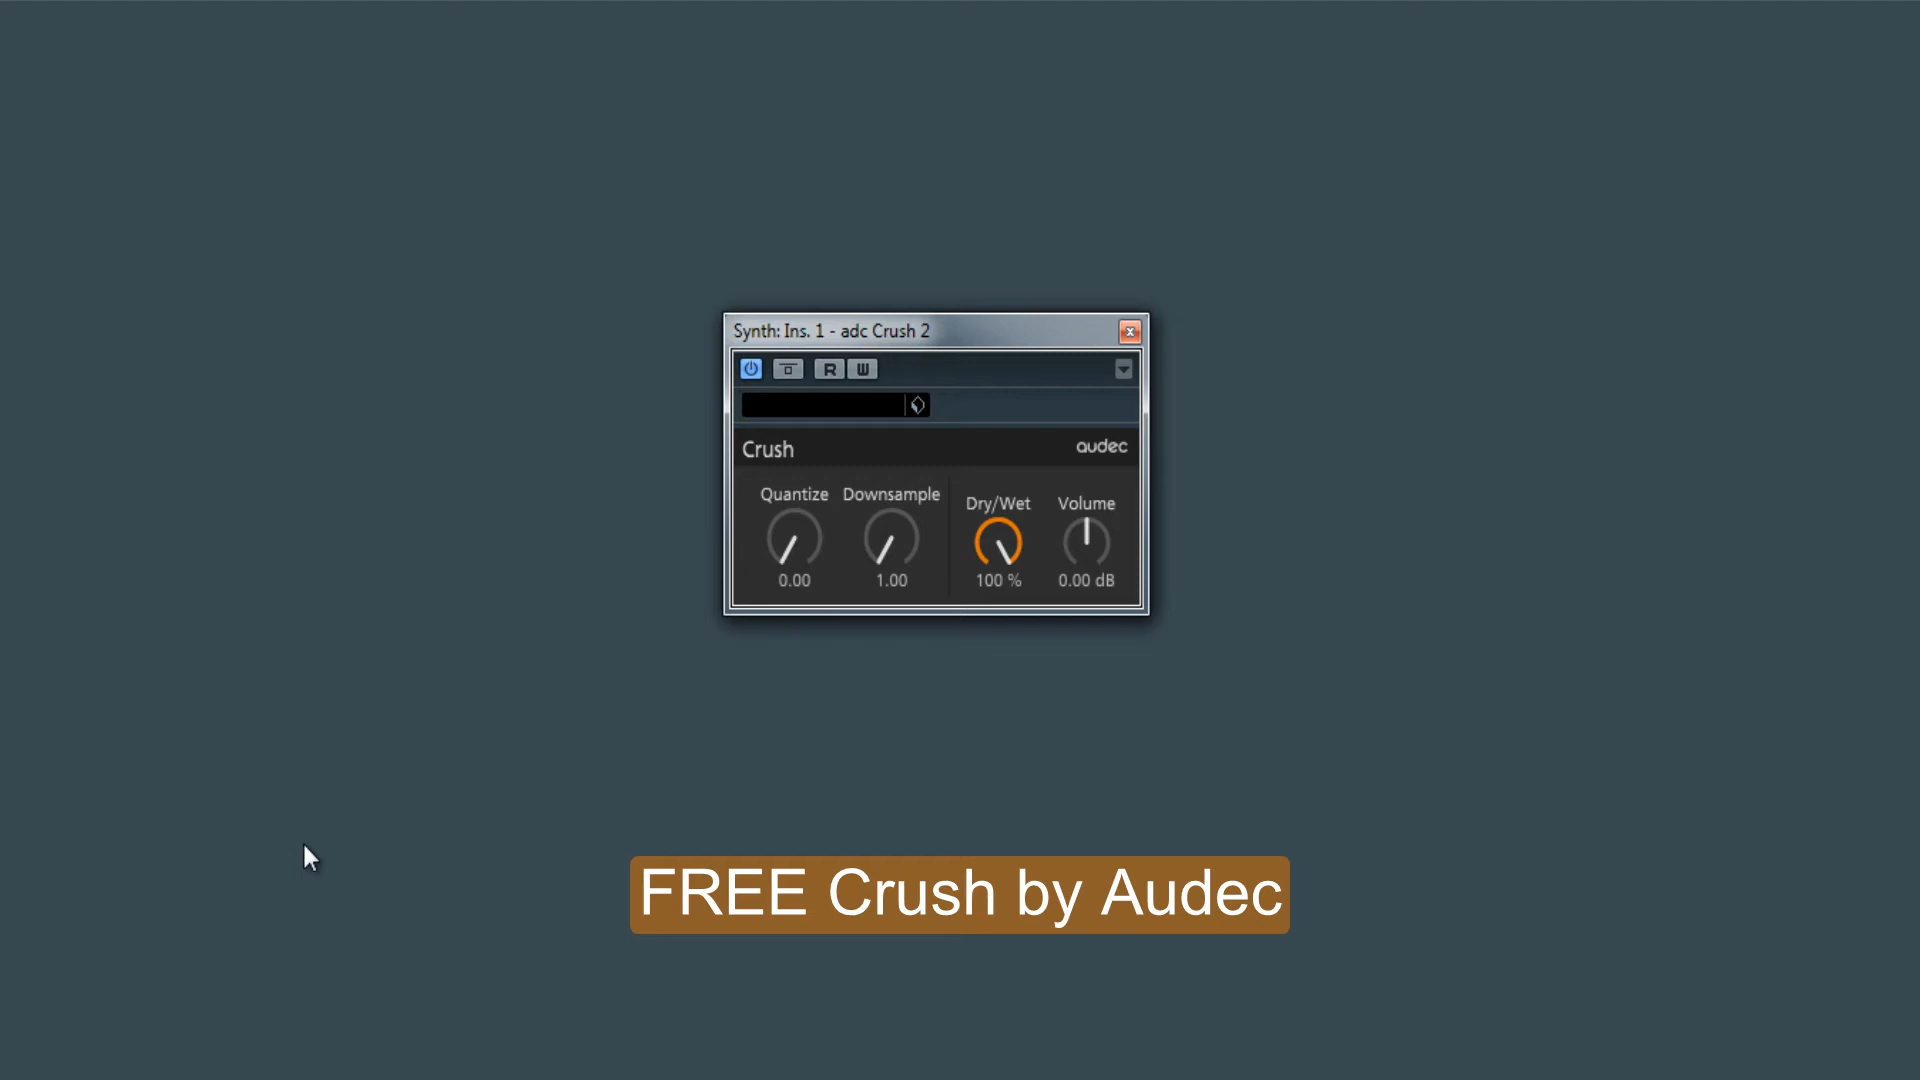 Synth: Ins. 1 - adc Crush 2
R W
Crush audec
Quantize Downsample Dry/Wet Volume
0.00 1.00 100 % 0.00 dB
FREE Crush by Audec